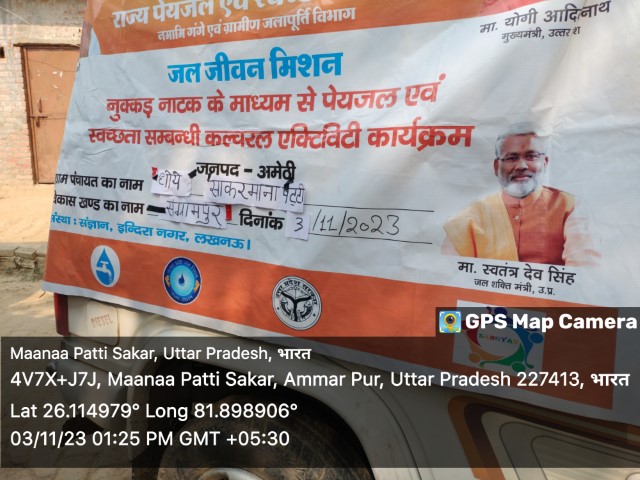 राज्य पेयजल एवं स्वच्छ
नमामि गंगे एवं ग्रामीण जलापूर्ति विभाग
मा. योगी आदित्यनाथ
मुख्यमंत्री,
जल जीवन मिशन
नुक्कड़ नाटक के माध्यम से पेयजल एवं
स्वच्छता सम्बन्धी कल्चरल एक्टिविटी कार्यक्रम
जनपद - अमेठी
ग्राम पंचायत का नाम
विकास खण्ड का नाम संग्रामपुर दिनांक 3/11/2023
संस्था : संज्ञान, इन्दिरा नगर, लखनऊ।
मा. स्वतंत्र देव सिंह
जल शक्ति मंत्री, उ.प्र.
DIESEL
GPS Map Camera
Maanaa Patti Sakar, Uttar Pradesh, भारत
4V7X+J7J, Maanaa Patti Sakar, Ammar Pur, Uttar Pradesh 227413, भारत
Lat 26.114979° Long 81.898906°
03/11/23 01:25 PM GMT +05:30